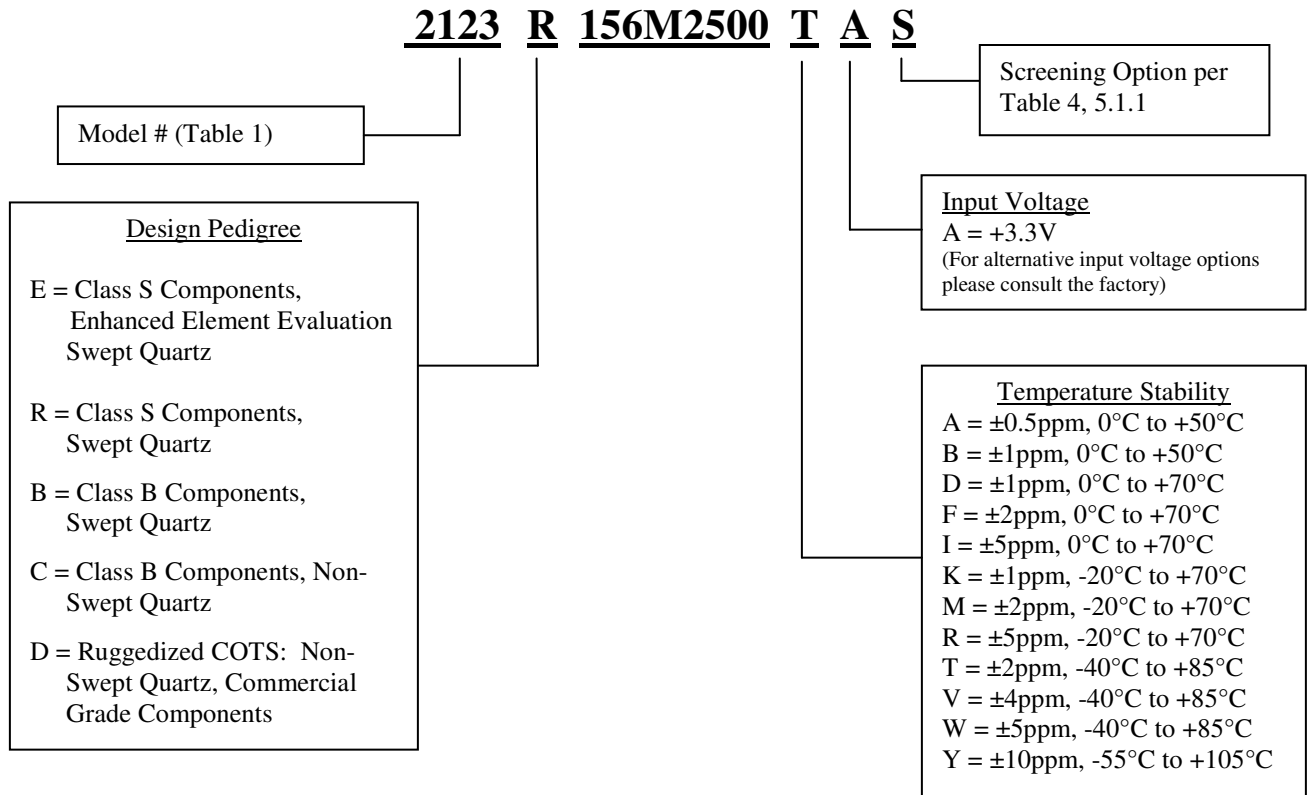 2123 R 156M2500 T A S
Screening Option per
Table 4, 5.1.1
Model # (Table 1)
Input Voltage
A = +3.3V
(For alternative input voltage options
please consult the factory)
Design Pedigree
E = Class S Components,
Enhanced Element Evaluation
Swept Quartz
R = Class S Components,
Swept Quartz
B = Class B Components,
Swept Quartz
C = Class B Components, Non-
Swept Quartz
D = Ruggedized COTS: Non-
Swept Quartz, Commercial
Grade Components
Temperature Stability
A = ±0.5ppm, 0°C to +50°C
B = ±1ppm, 0°C to +50°C
D = ±1ppm, 0°C to +70°C
F = ±2ppm, 0°C to +70°C
I = ±5ppm, 0°C to +70°C
K = ±1ppm, -20°C to +70°C
M = ±2ppm, -20°C to +70°C
R = ±5ppm, -20°C to +70°C
T = ±2ppm, -40°C to +85°C
V = ±4ppm, -40°C to +85°C
W = ±5ppm, -40°C to +85°C
Y = ±10ppm, -55°C to +105°C